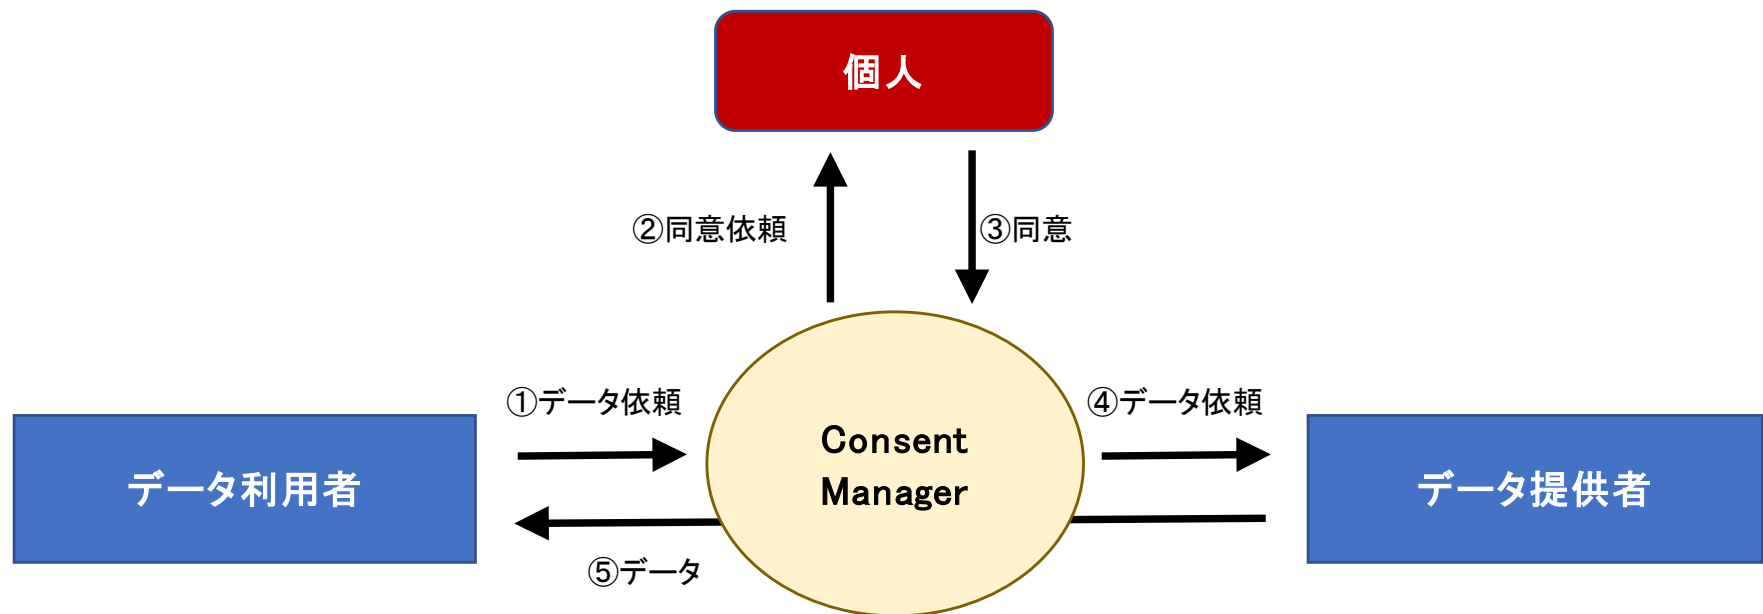 個人
②同意依頼
③同意
①データ依頼
④データ依頼
Consent
Manager
データ利用者
データ提供者
⑤データ